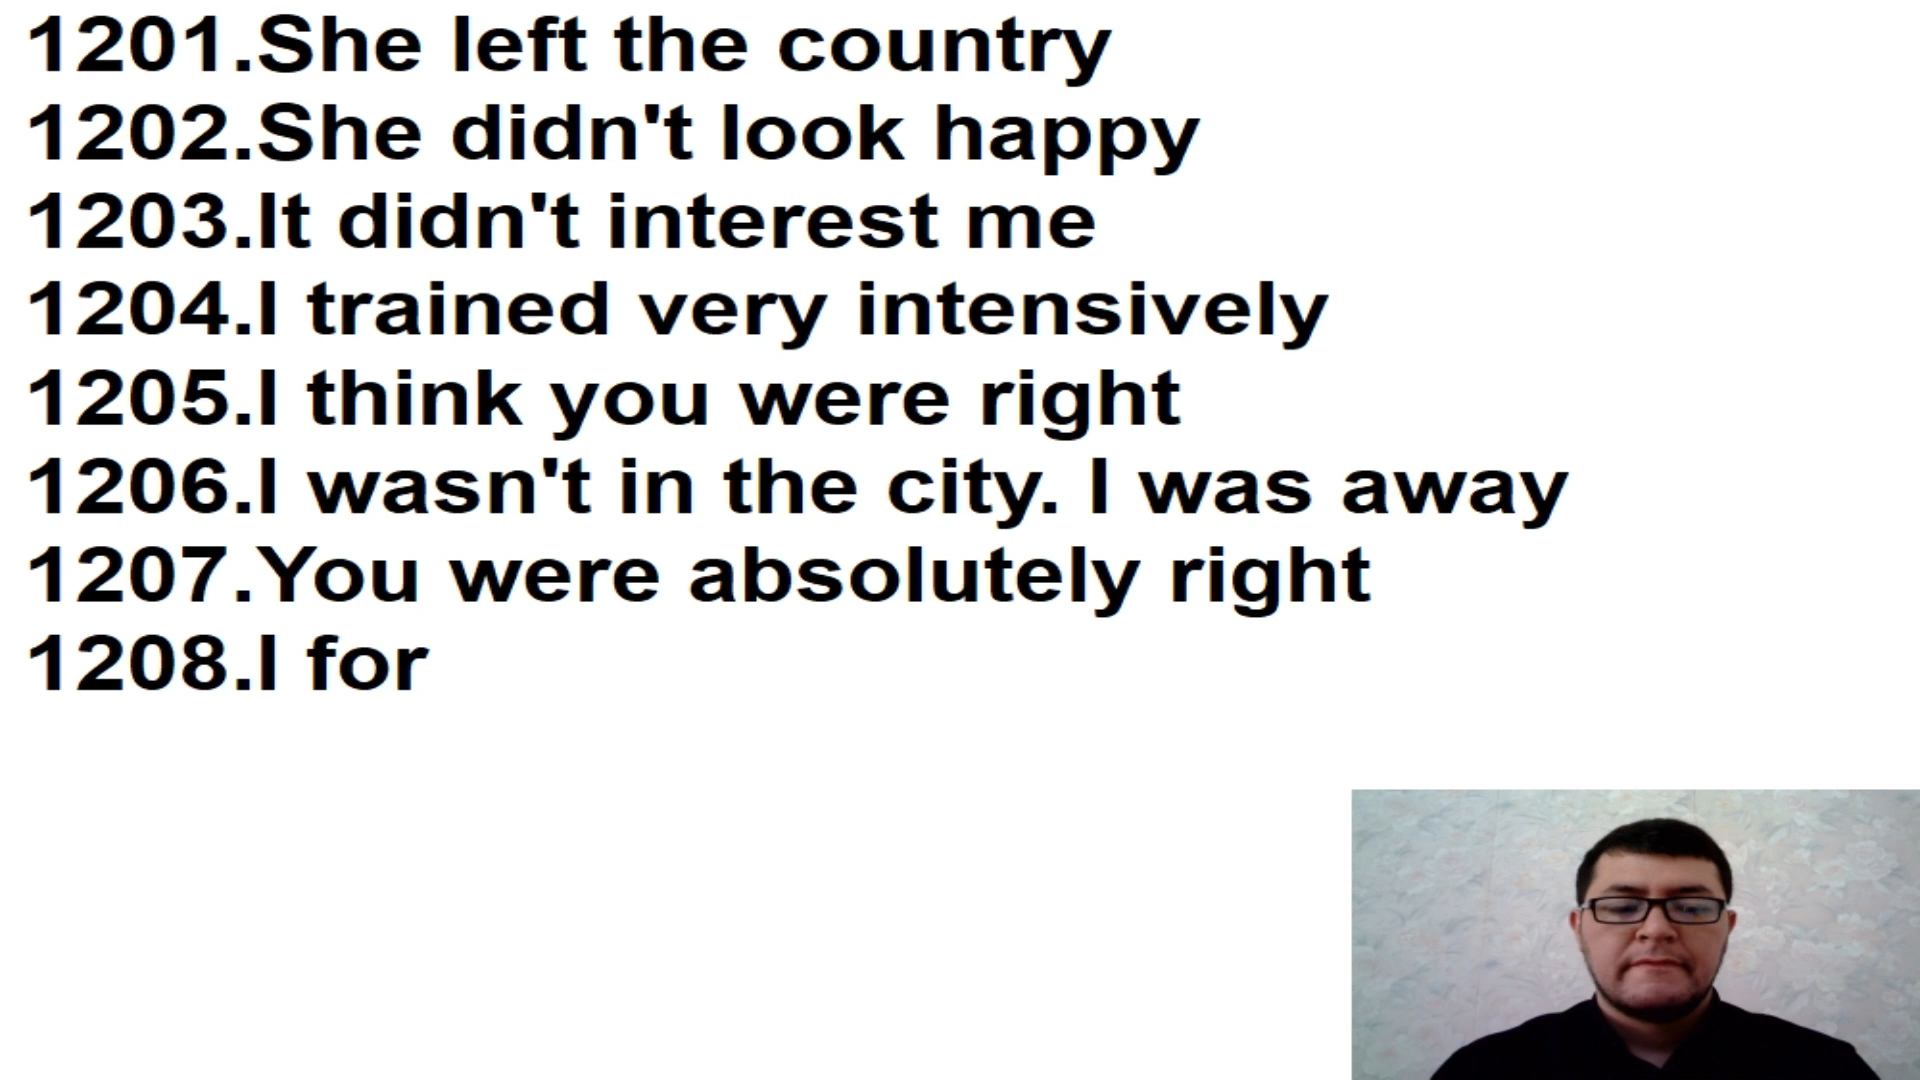 1201.She left the country
1202.She didn't look happy
1203.It didn't interest me
1204.I trained very intensively
1205.I think you were right
1206.I wasn't in the city. I was away
1207.You were absolutely right
1208.I for